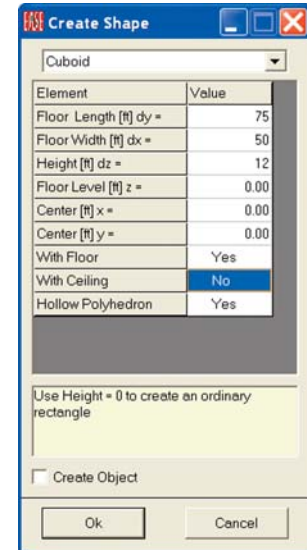 EASE Create Shape
Cuboid
Element Value
Floor Length [ft] dy = 75
Floor Width [ft] dx = 50
Height [ft] dz = 12
Floor Level [ft] z = 0.00
Center [ft] x = 0.00
Center [ft] y = 0.00
With Floor Yes
With Ceiling No
Hollow Polyhedron Yes
Use Height = 0 to create an ordinary
rectangle
Create Object
Ok Cancel